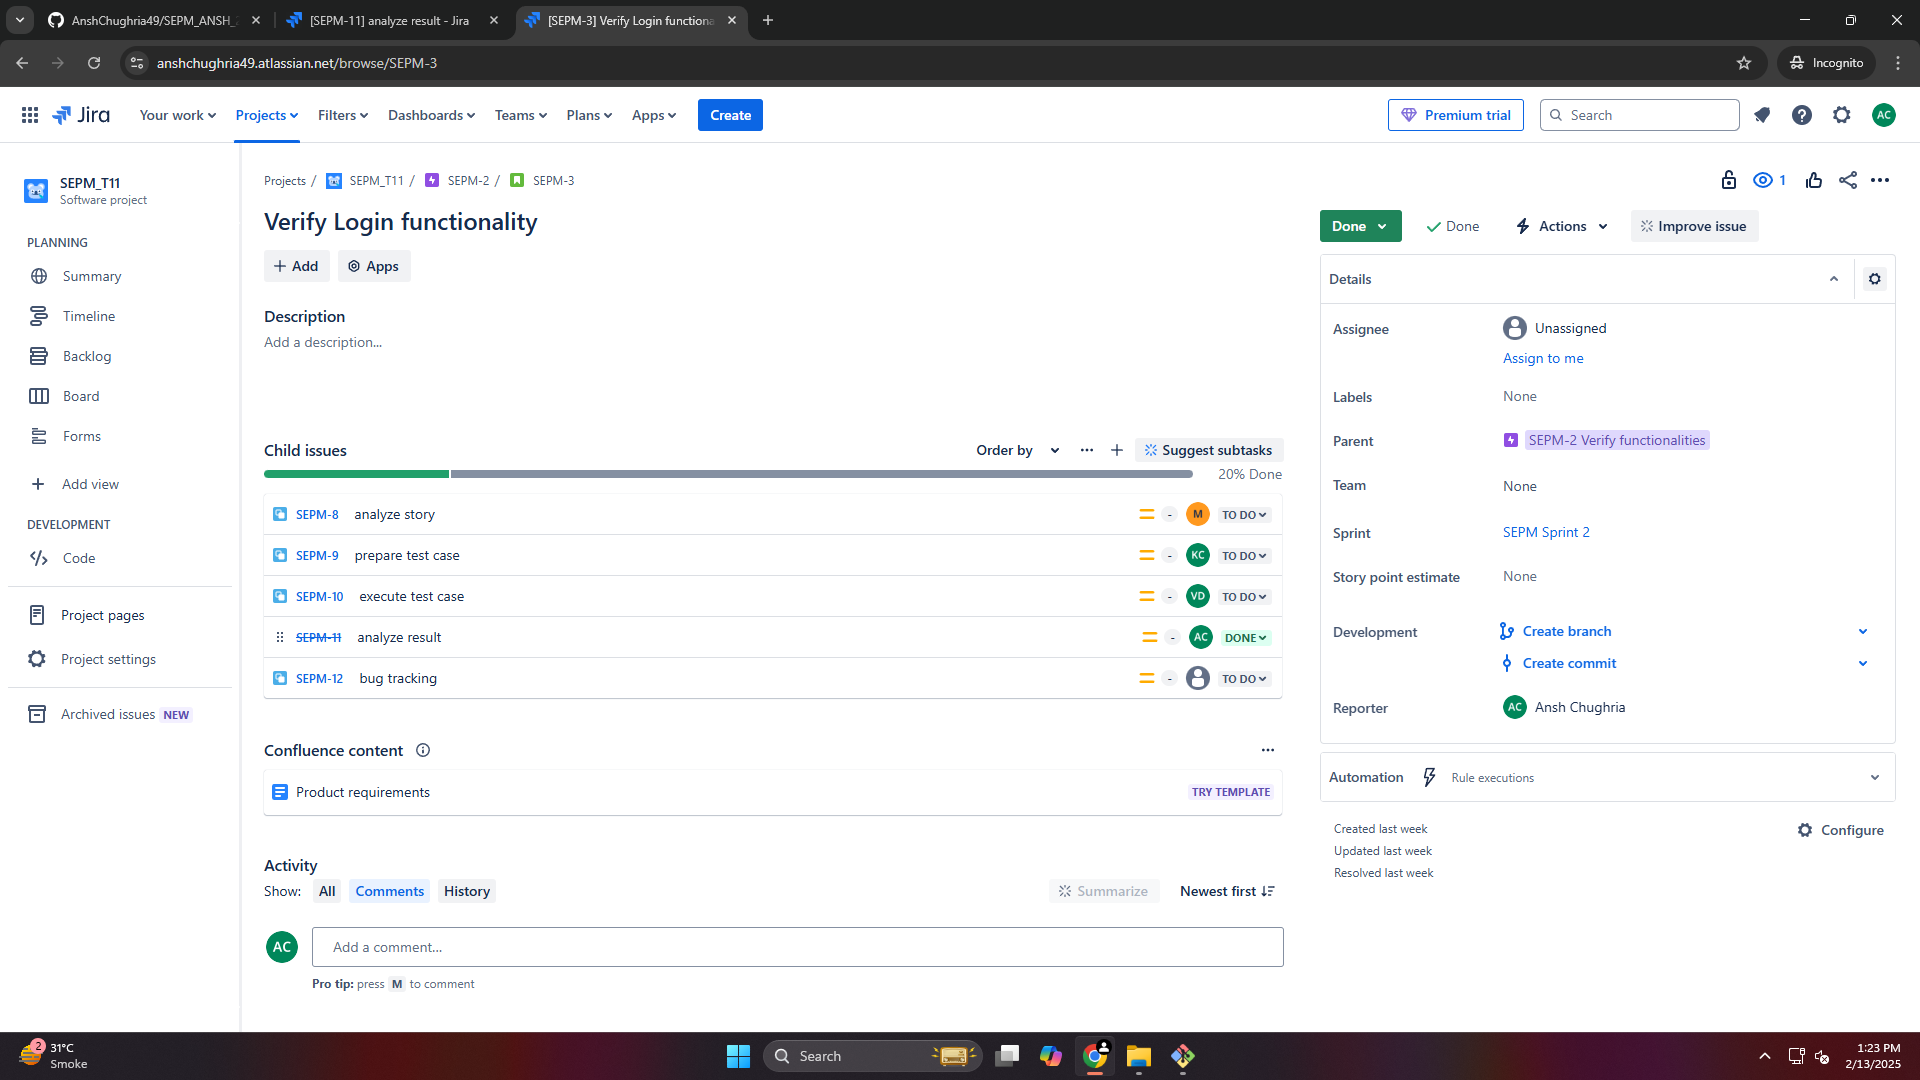 AnshChughria49/SEPM_ANSH_
[SEPM-11] analyze result - Jira
[SEPM-3] Verify Login functiona
anshchughria49.atlassian.net/browse/SEPM-3
Incognito
Jira
Your work
Projects
Filters
Dashboards
Teams
Plans
Apps
Create
Premium trial
Search
AC
SEPM_T11
Software project
PLANNING
Summary
Timeline
Backlog
Board
Forms
Add view
DEVELOPMENT
Code
Project pages
Project settings
Archived issues NEW
Projects / SEPM_T11 / SEPM-2 / SEPM-3
1
Verify Login functionality
Add
Apps
Description
Add a description...
Child issues
Order by
Suggest subtasks
20% Done
SEPM-8 analyze story - M TO DO
SEPM-9 prepare test case - KC TO DO
SEPM-10 execute test case - VD TO DO
SEPM-11 analyze result - AC DONE
SEPM-12 bug tracking - TO DO
Confluence content
Product requirements TRY TEMPLATE
Activity
Show: All Comments History
Summarize
Newest first
AC
Add a comment...
Pro tip: press M to comment
Done
Done
Actions
Improve issue
Details
Assignee Unassigned
Assign to me
Labels None
Parent SEPM-2 Verify functionalities
Team None
Sprint SEPM Sprint 2
Story point estimate None
Development Create branch
Create commit
Reporter AC Ansh Chughria
Automation Rule executions
Created last week
Updated last week
Resolved last week
Configure
2
31°C
Smoke
Search
1:23 PM
2/13/2025